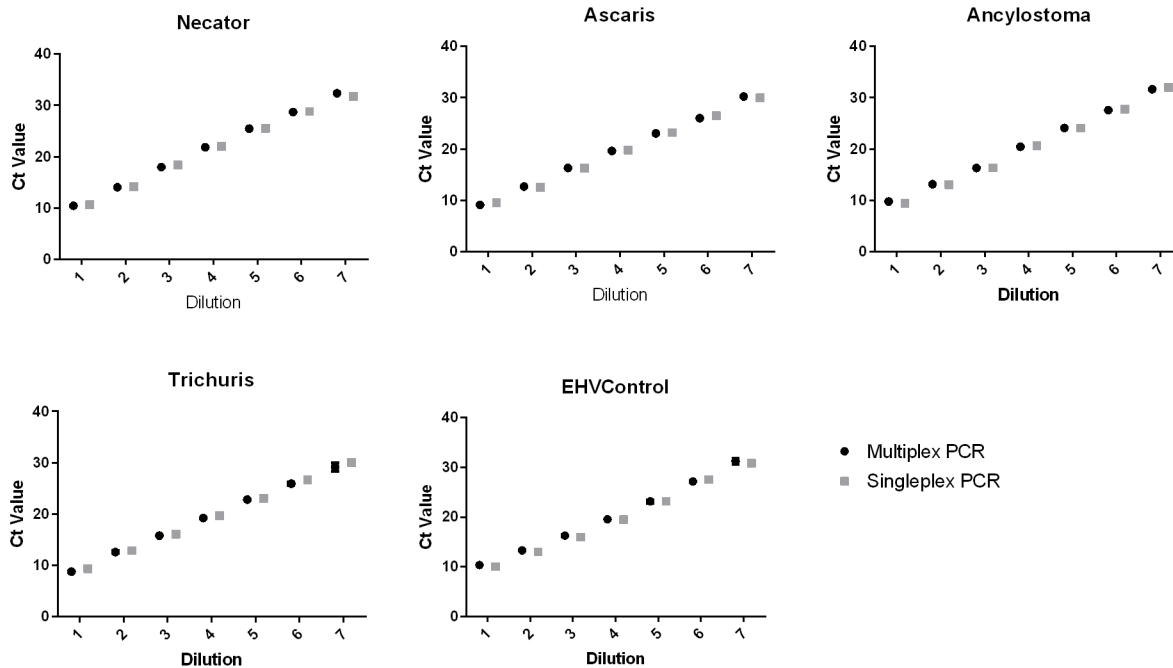 Necator
40
30
20
10
0
Ct Value
1 2 3 4 5 6 7
Dilution
Ascaris
40
30
20
10
0
Ct Value
1 2 3 4 5 6 7
Dilution
Ancylostoma
40
30
20
10
0
Ct Value
1 2 3 4 5 6 7
Dilution
Trichuris
40
30
20
10
0
Ct Value
1 2 3 4 5 6 7
Dilution
EHVControl
40
30
20
10
0
Ct Value
1 2 3 4 5 6 7
Dilution
Multiplex PCR
Singleplex PCR